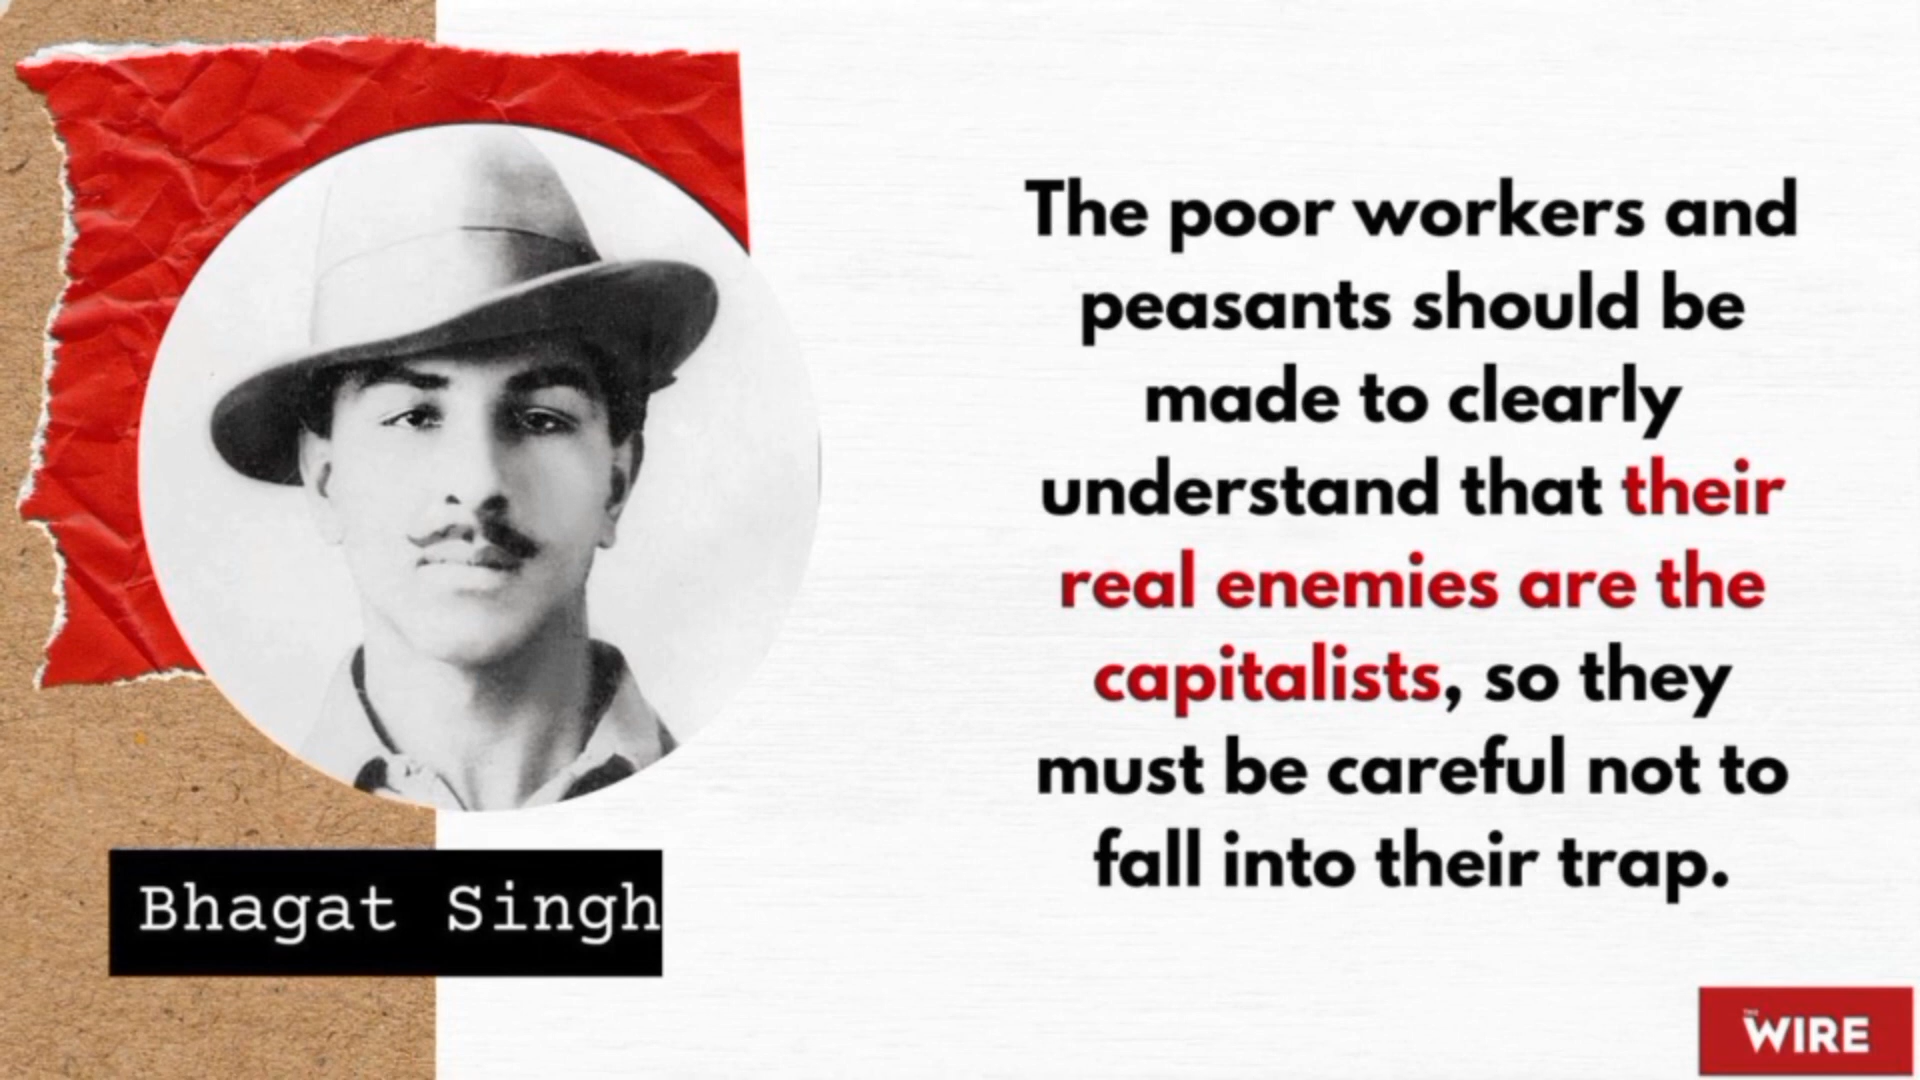 The poor workers and
peasants should be
made to clearly
understand that their
real enemies are the
capitalists, so they
must be careful not to
fall into their trap.
Bhagat Singh
THE
WIRE